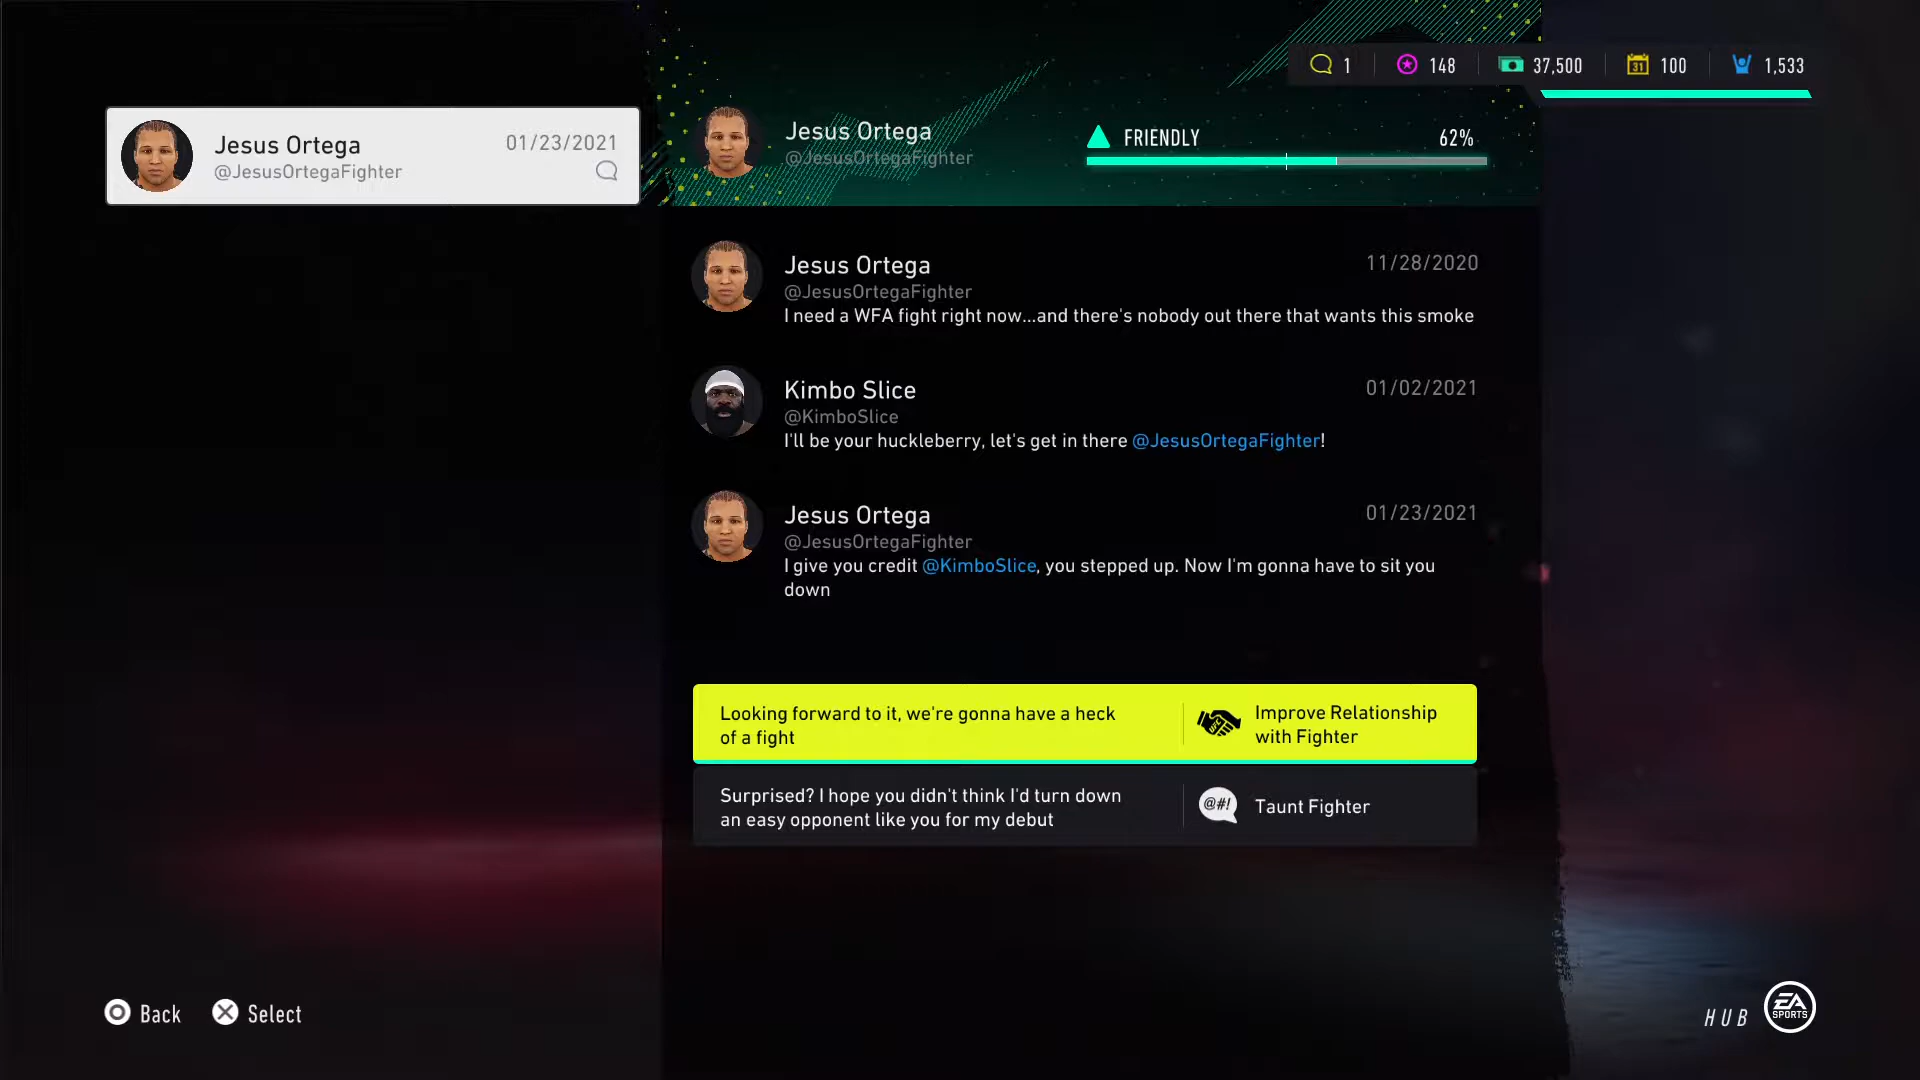 1
148
31
37,500
100
1,533
Jesus Ortega
01/23/2021
@JesusOrtegaFighter
Jesus Ortega
@JesusOrtegaFighter
FRIENDLY
62%
Jesus Ortega
11/28/2020
@JesusOrtegaFighter
I need a WFA fight right now...and there's nobody out there that wants this smoke
Kimbo Slice
01/02/2021
@KimboSlice
I'll be your huckleberry, let's get in there @JesusOrtegaFighter!
Jesus Ortega
01/23/2021
@JesusOrtegaFighter
I give you credit @KimboSlice, you stepped up. Now I'm gonna have to sit you
down
Looking forward to it, we're gonna have a heck
of a fight
UFC
Improve Relationship
with Fighter
Surprised? I hope you didn't think I'd turn down
an easy opponent like you for my debut
@#!
Taunt Fighter
Back
Select
HUB
EA
SPORTS